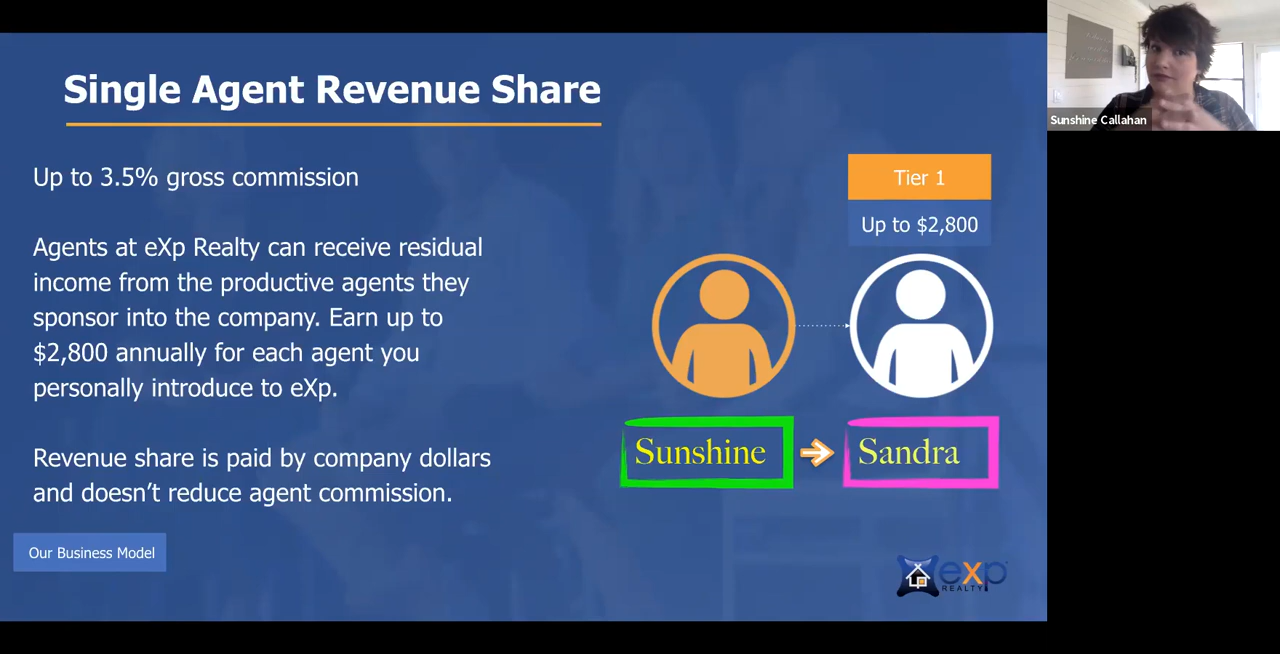 Single Agent Revenue Share
Up to 3.5% gross commission
Agents at eXp Realty can receive residual
income from the productive agents they
sponsor into the company. Earn up to
$2,800 annually for each agent you
personally introduce to eXp.
Revenue share is paid by company dollars
and doesn’t reduce agent commission.
Our Business Model
Tier 1
Up to $2,800
Sunshine
Sandra
eXp
REALTY
Sunshine Callahan